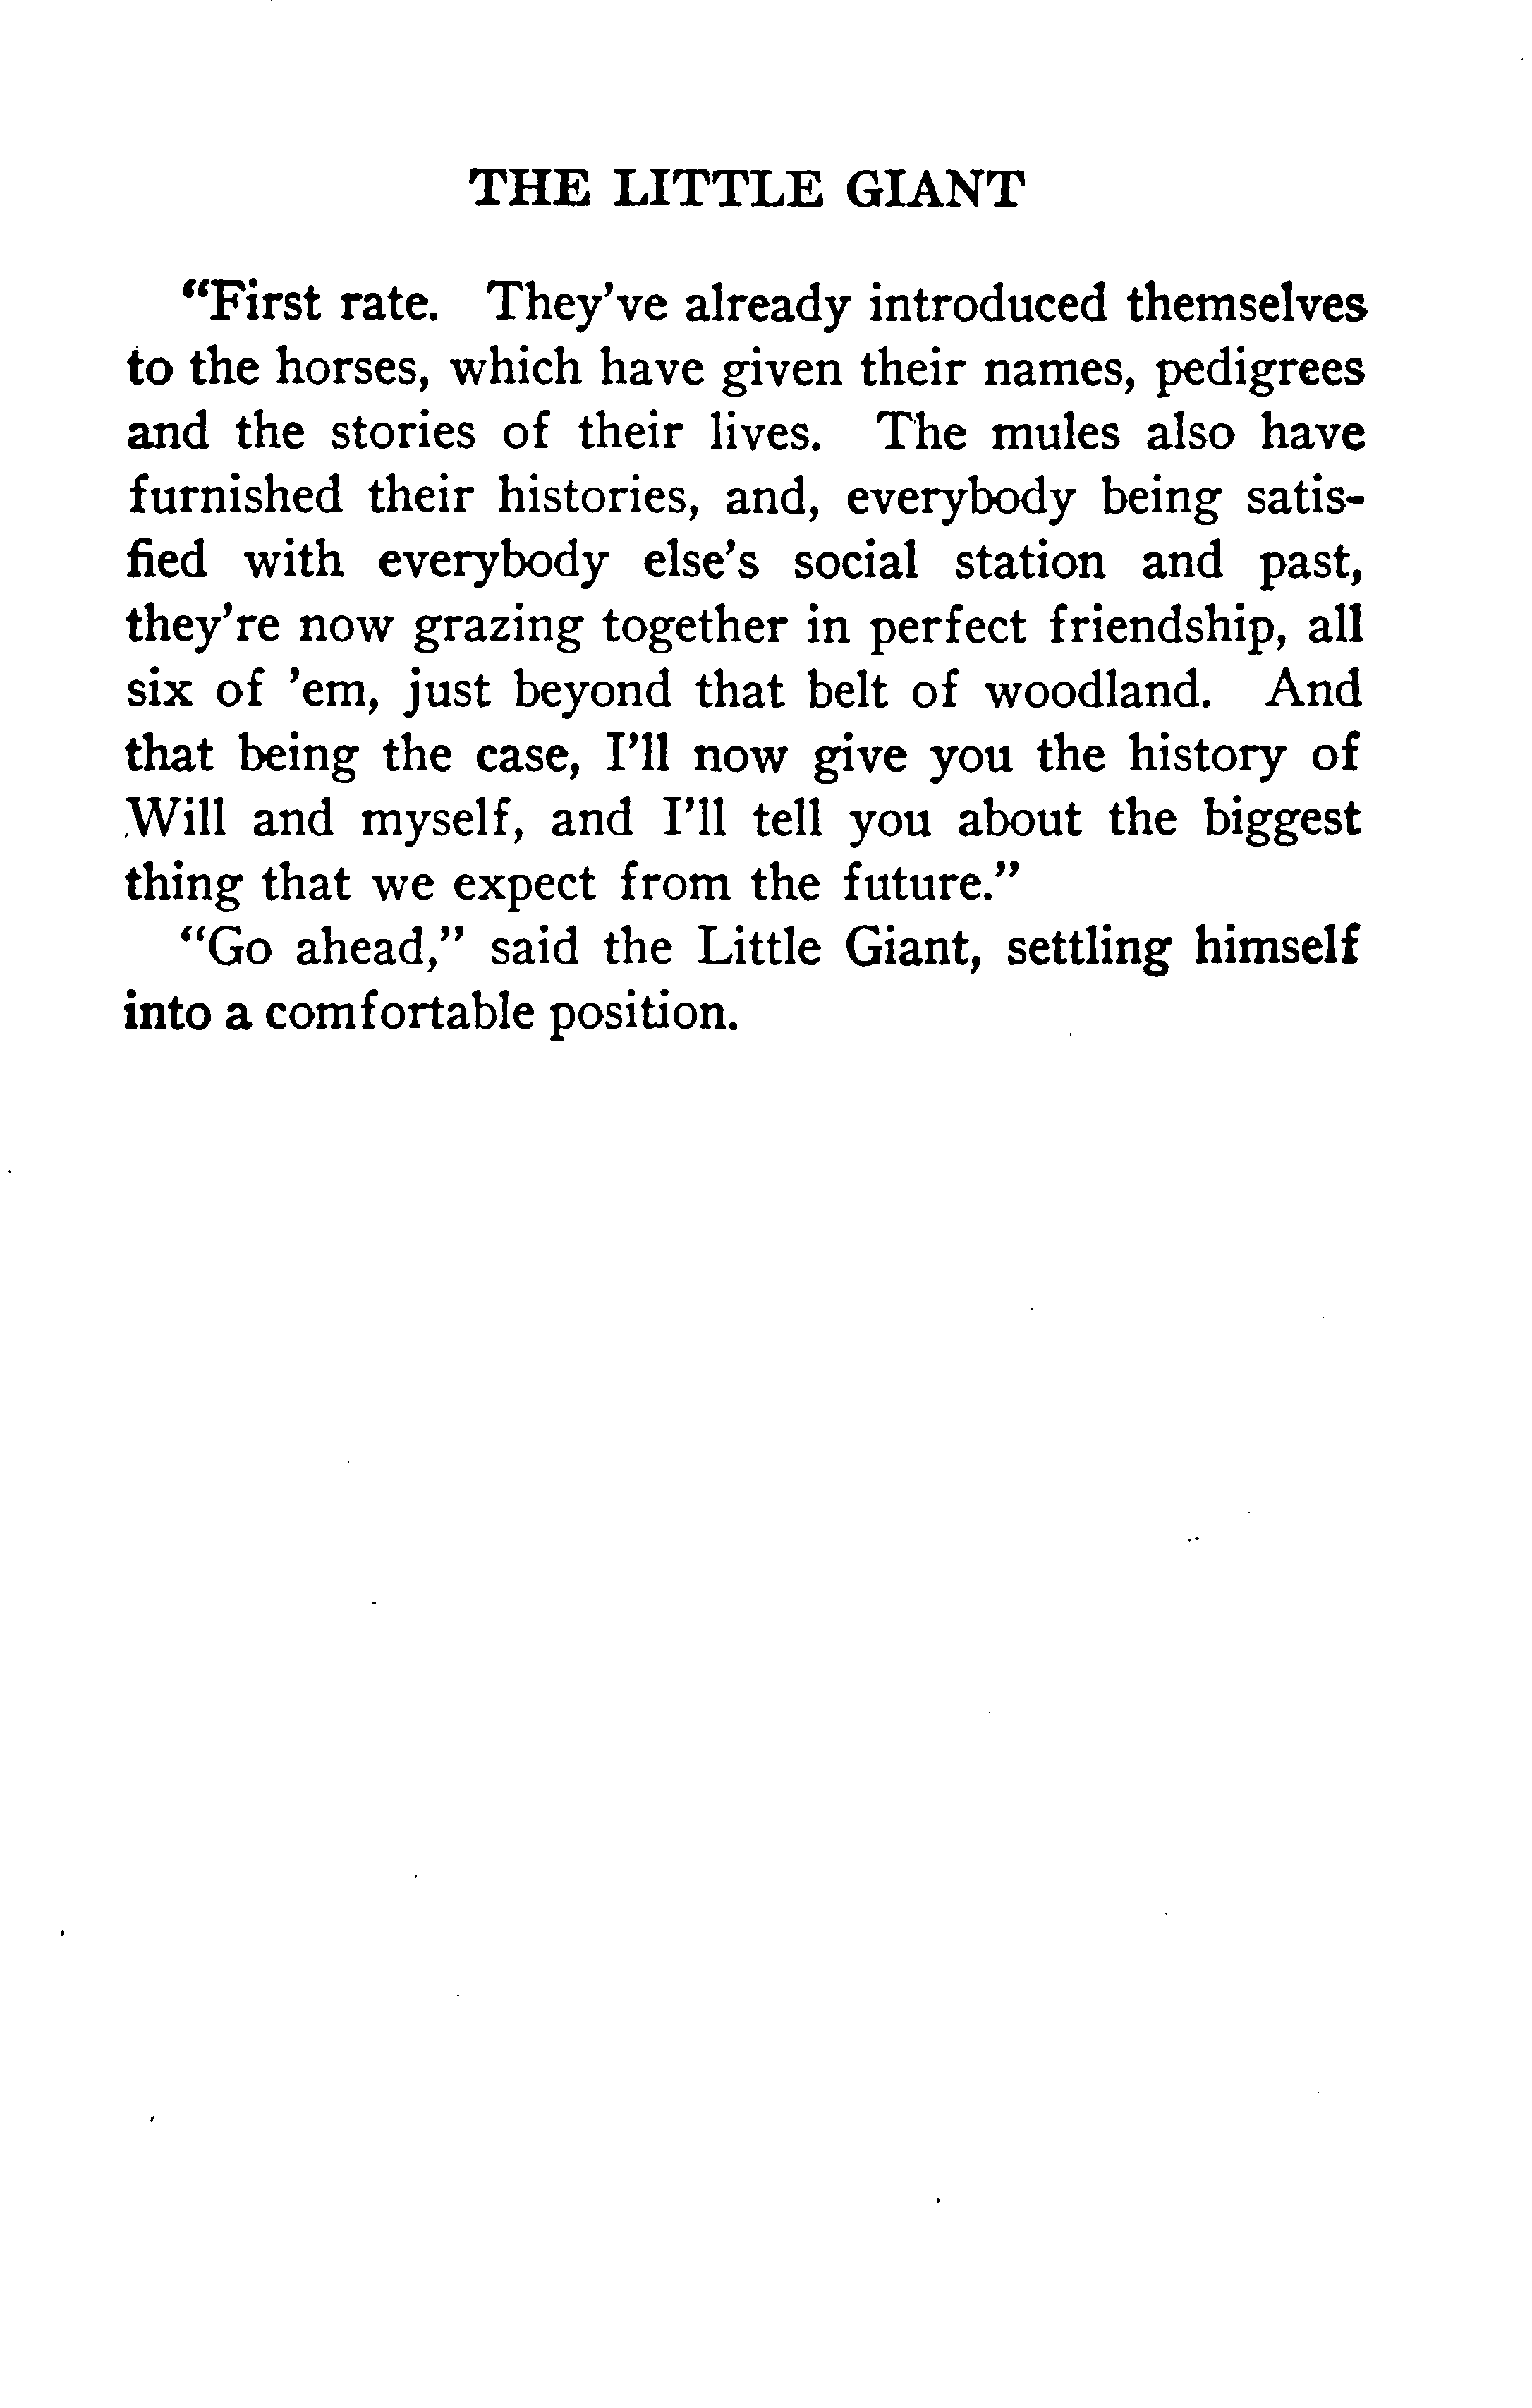 THE LITTLE GIANT
“First rate. They’ve already introduced themselves
to the horses, which have given their names, pedigrees
and the stories of their lives. The mules also have
furnished their histories, and, everybody being satis-
fied with everybody else’s social station and past,
they’re now grazing together in perfect friendship, all
six of ’em, just beyond that belt of woodland. And
that being the case, I’ll now give you the history of
Will and myself, and I’ll tell you about the biggest
thing that we expect from the future.”
“Go ahead,” said the Little Giant, settling himself
into a comfortable position.